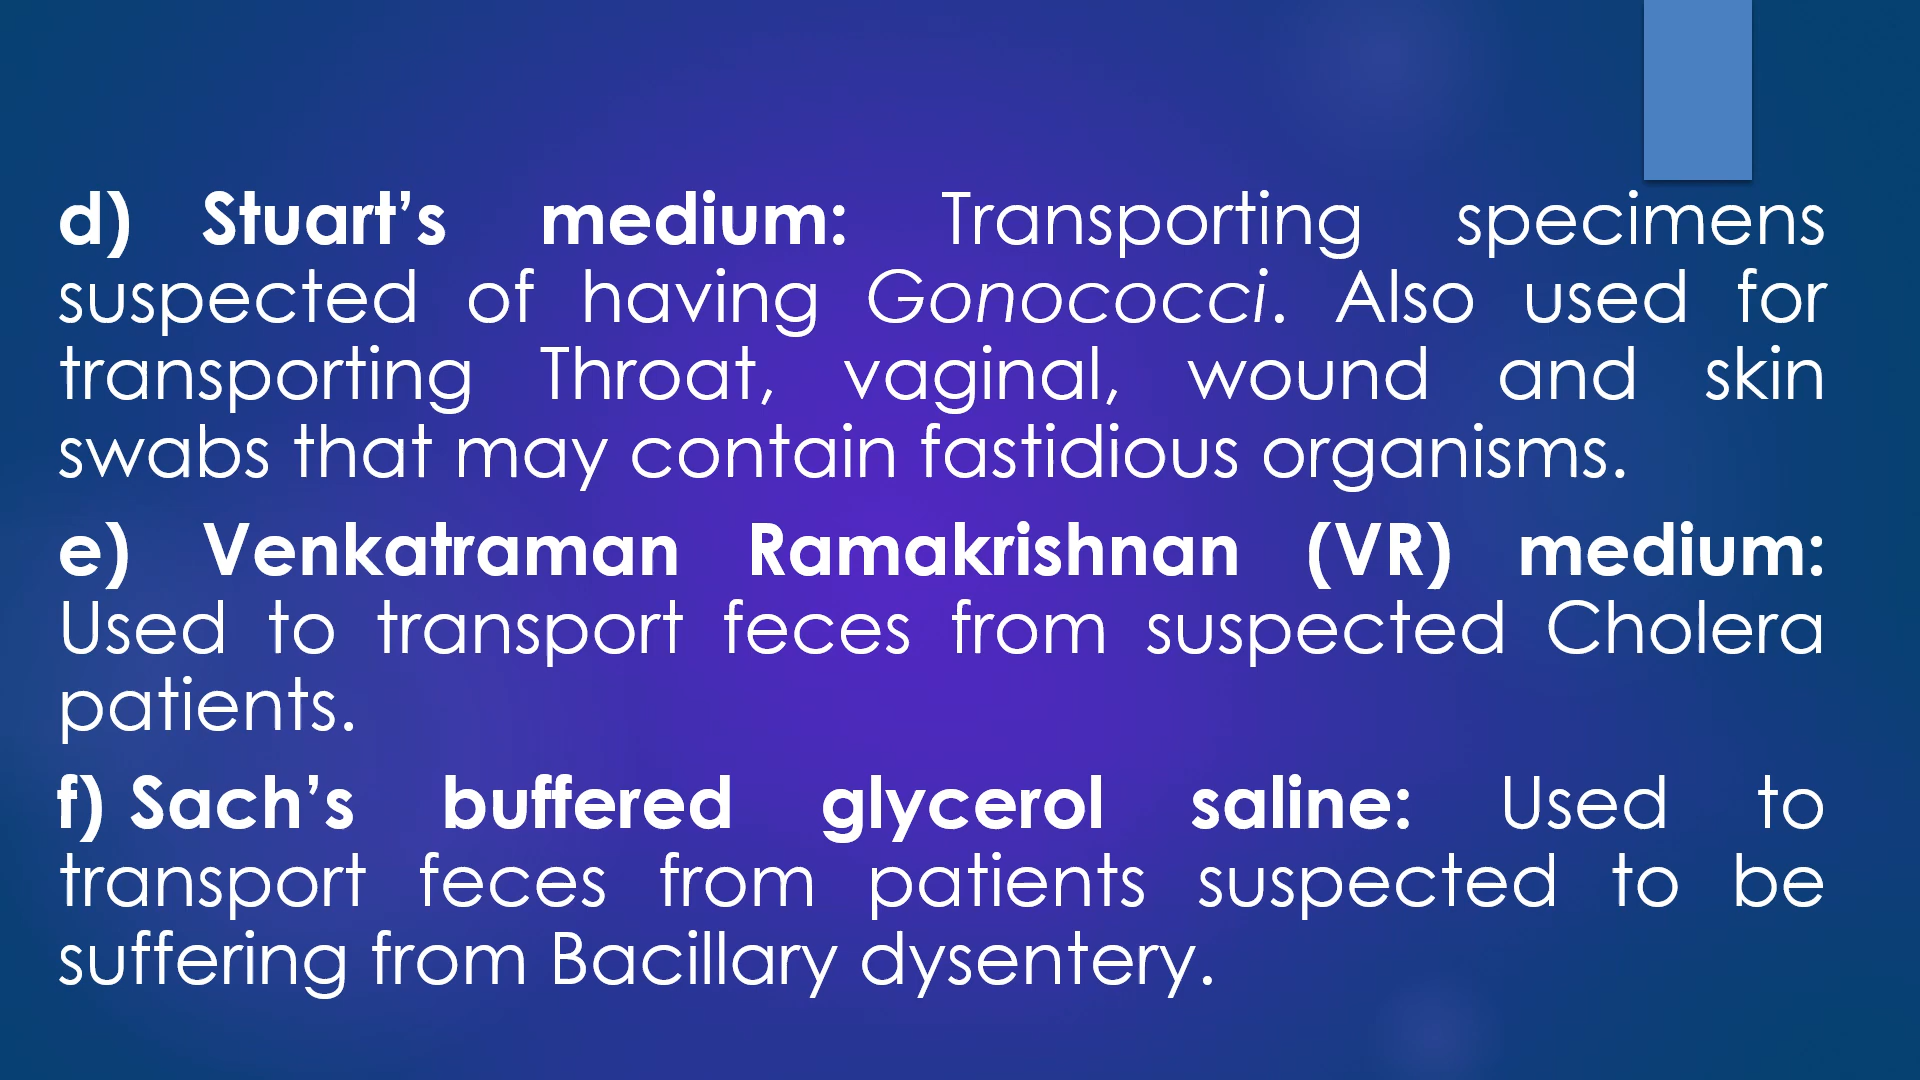 d) Stuart’s medium: Transporting specimens
suspected of having Gonococci. Also used for
transporting Throat, vaginal, wound and skin
swabs that may contain fastidious organisms.
e) Venkatraman Ramakrishnan (VR) medium:
Used to transport feces from suspected Cholera
patients.
f) Sach’s buffered glycerol saline: Used to
transport feces from patients suspected to be
suffering from Bacillary dysentery.